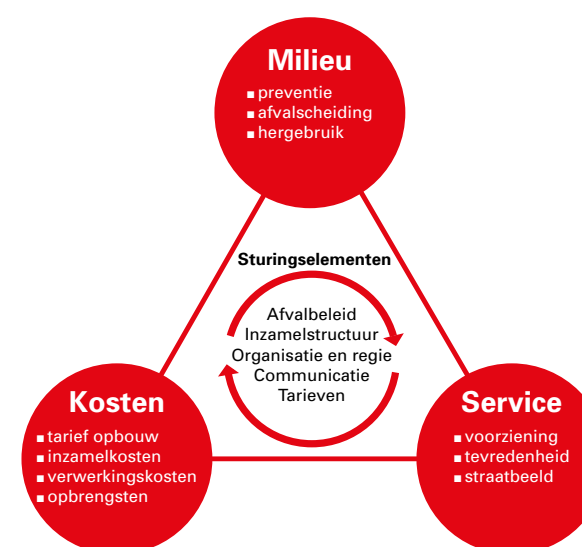 Milieu
■ preventie
■ afvalscheiding
■ hergebruik
Sturingselementen
Afvalbeleid
Inzamelstructuur
Organisatie en regie
Communicatie
Tarieven
Kosten
■ tarief opbouw
■ inzamelkosten
■ verwerkingskosten
■ opbrengsten
Service
■ voorziening
■ tevredenheid
■ straatbeeld